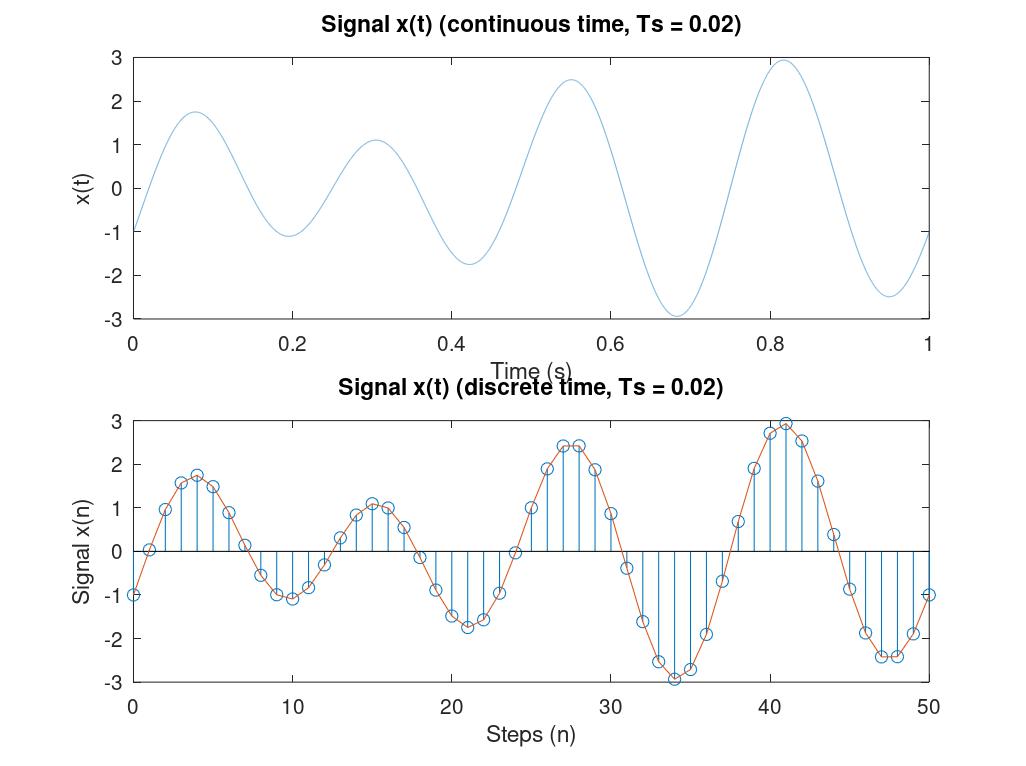 Signal x(t) (continuous time, Ts = 0.02)
3
2
1
0
-1
-2
-3
x(t)
0 0.2 0.4 0.6 0.8 1
Time (s)
Signal x(t) (discrete time, Ts = 0.02)
3
2
1
0
-1
-2
-3
Signal x(n)
0 10 20 30 40 50
Steps (n)